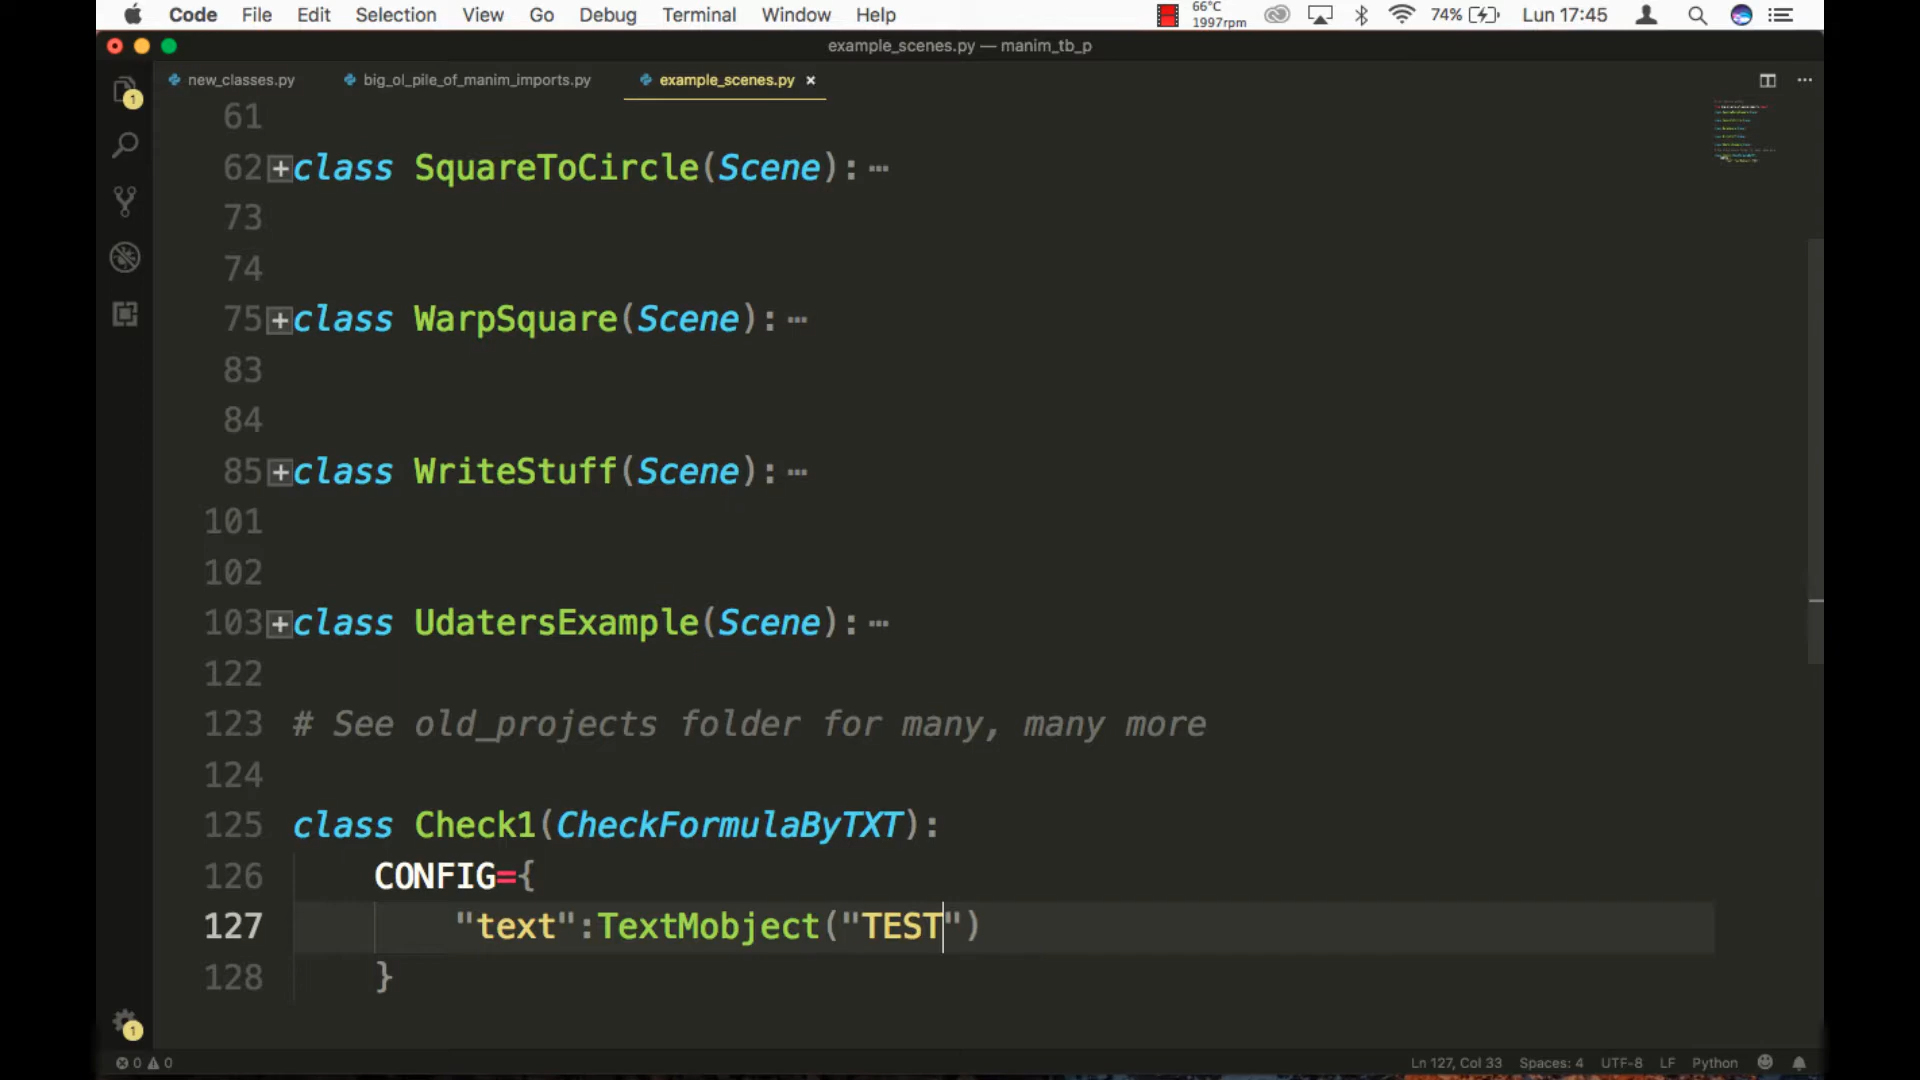 Code File Edit Selection View Go Debug Terminal Window Help 66°C 1997rpm 74% Lun 17:45
example_scenes.py — manim_tb_p
new_classes.py big_ol_pile_of_manim_imports.py example_scenes.py ×
61
62 class SquareToCircle(Scene):
73
74
75 class WarpSquare(Scene):
83
84
85 class WriteStuff(Scene):
101
102
103 class UdatersExample(Scene):
122
123 # See old_projects folder for many, many more
124
125 class Check1(CheckFormulaByTXT):
126 CONFIG={
127 "text":TextMobject("TEST")
128 }
1
1
0 0 Ln 127, Col 33 Spaces: 4 UTF-8 LF Python